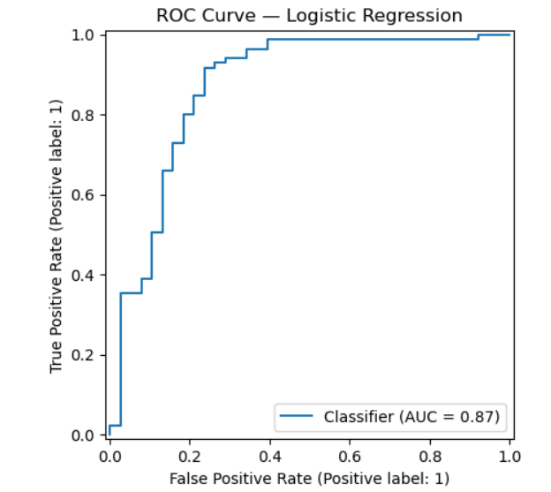 ROC Curve — Logistic Regression
1.0
0.8
0.6
0.4
0.2
0.0
True Positive Rate (Positive label: 1)
Classifier (AUC = 0.87)
0.0 0.2 0.4 0.6 0.8 1.0
False Positive Rate (Positive label: 1)